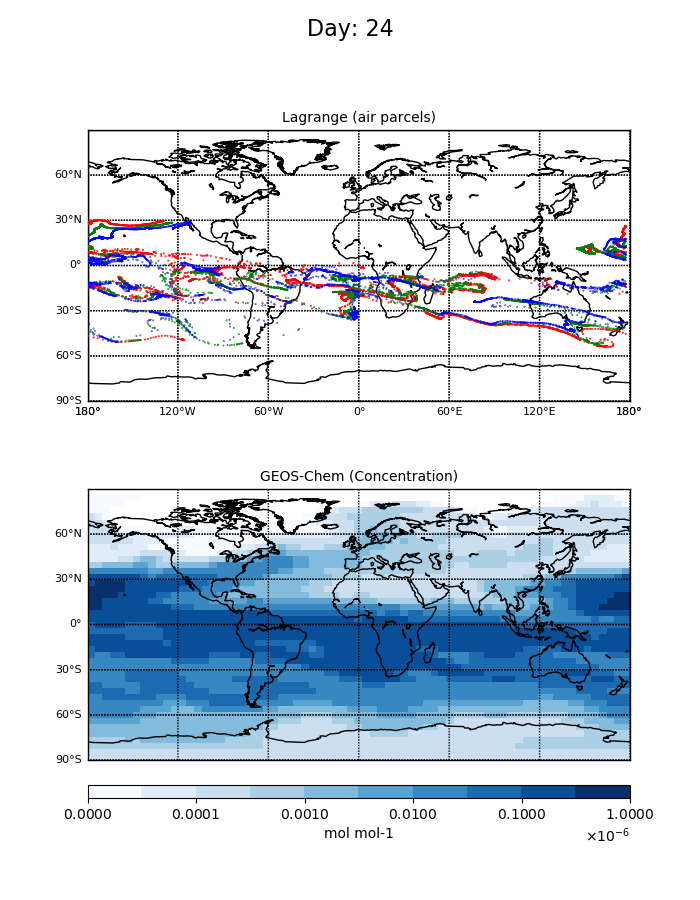 Day: 24
Lagrange (air parcels)
60°N
30°N
0°
30°S
60°S
90°S
180° 120°W 60°W 0° 60°E 120°E 180°
GEOS-Chem (Concentration)
60°N
30°N
0°
30°S
60°S
90°S
0.0000 0.0001 0.0010 0.0100 0.1000 1.0000
mol mol-1 ×10⁻⁶